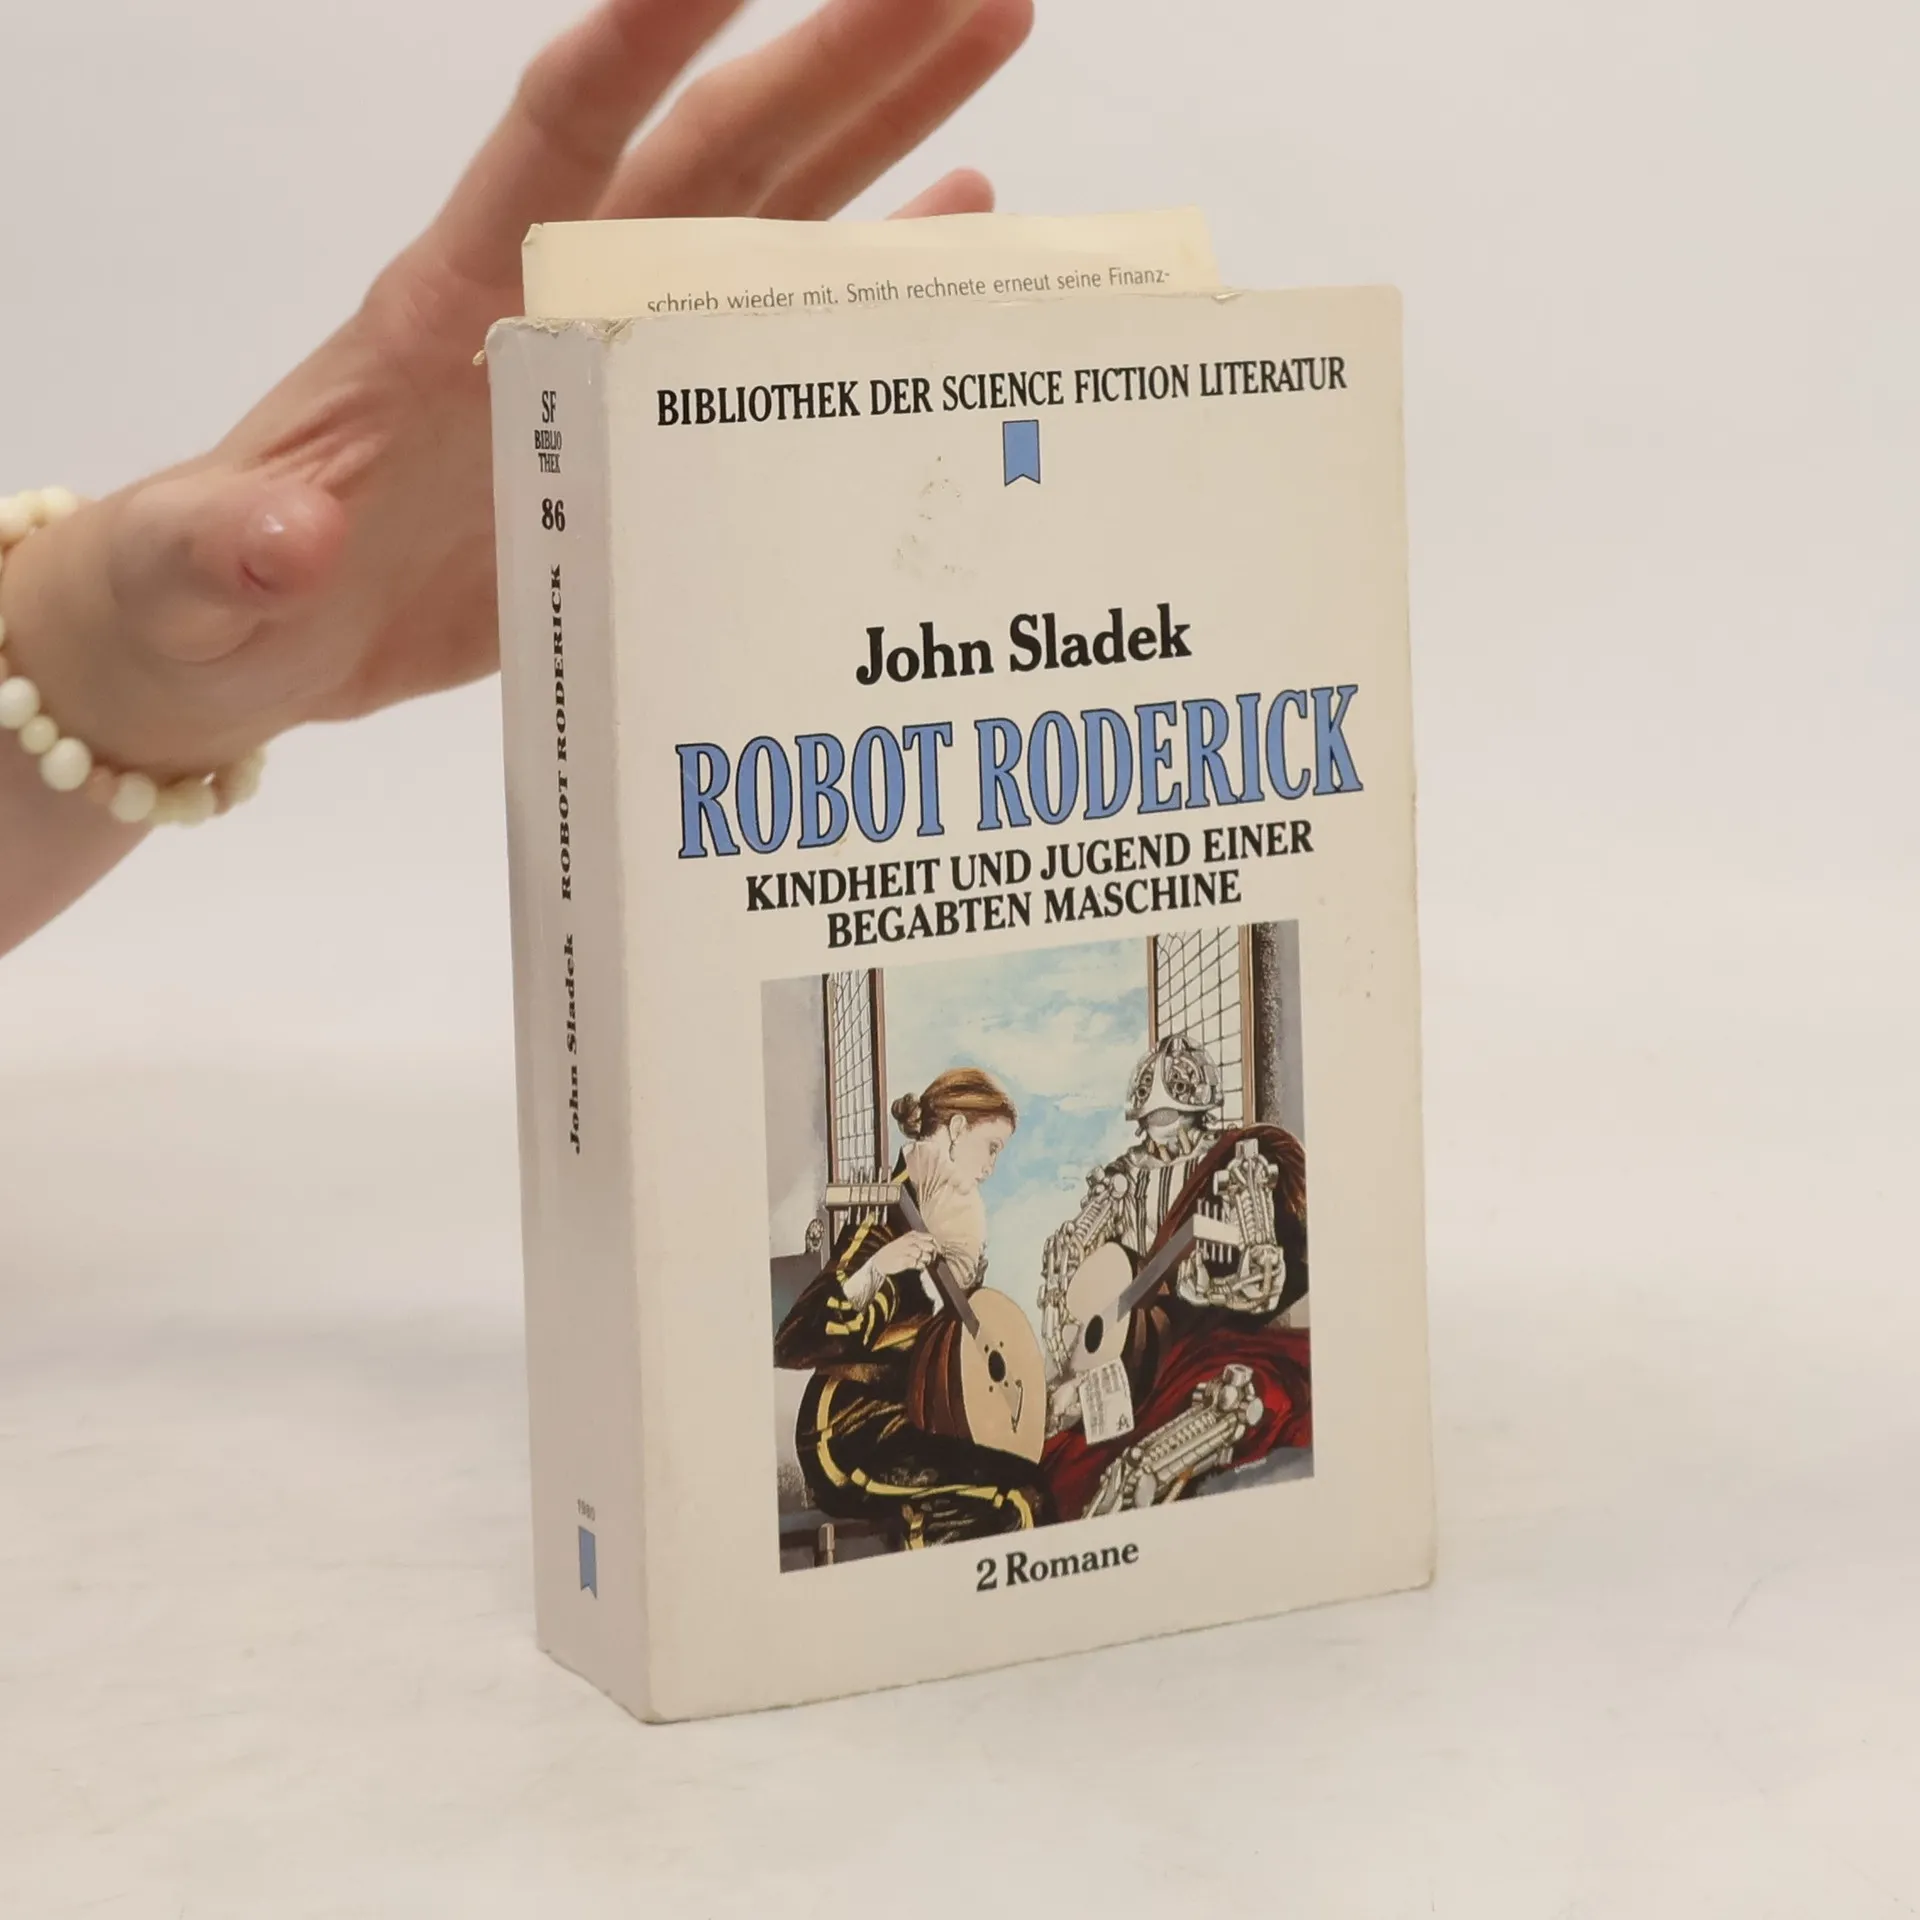 schrieb wieder mit. Smith rechnete erneut seine Finanz-
BIBLIOTHEK DER SCIENCE FICTION LITERATUR
John Sladek
ROBOT RODERICK
KINDHEIT UND JUGEND EINER
BEGABTEN MASCHINE
2 Romane
SF
BIBLIO
THEK
86
John Sladek ROBOT RODERICK
1980